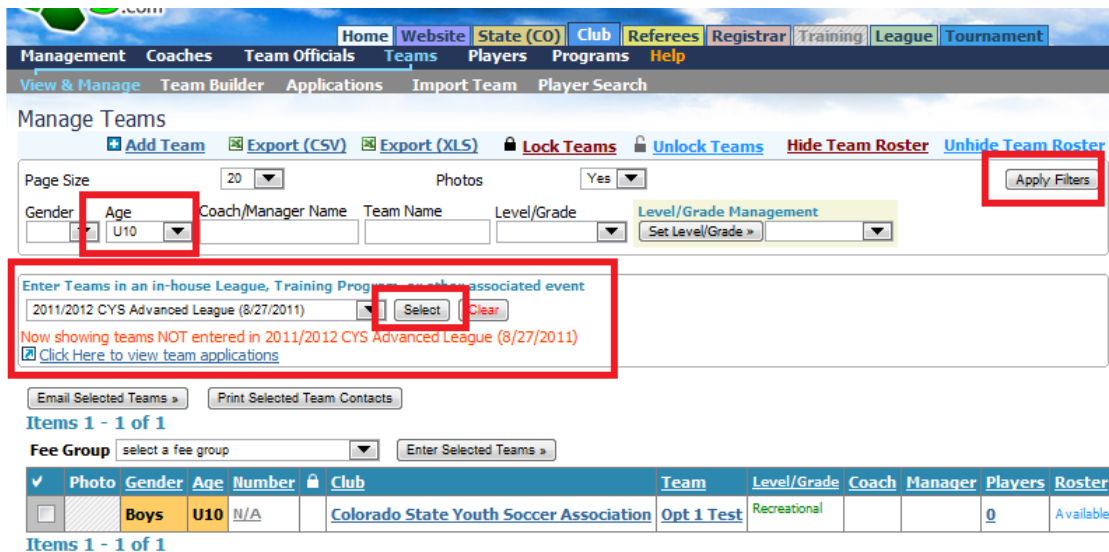 .com
Home Website State (CO) Club Referees Registrar Training League Tournament
Management Coaches Team Officials Teams Players Programs Help
View & Manage Team Builder Applications Import Team Player Search
Manage Teams
Add Team Export (CSV) Export (XLS) Lock Teams Unlock Teams Hide Team Roster Unhide Team Roster
Page Size 20 Photos Yes Apply Filters
Gender Age Coach/Manager Name Team Name Level/Grade Level/Grade Management
U10 Set Level/Grade »
Enter Teams in an in-house League, Training Program, or other associated event
2011/2012 CYS Advanced League (8/27/2011) Select Clear
Now showing teams NOT entered in 2011/2012 CYS Advanced League (8/27/2011)
Click Here to view team applications
Email Selected Teams » Print Selected Team Contacts
Items 1 - 1 of 1
Fee Group select a fee group Enter Selected Teams »
Photo Gender Age Number Club Team Level/Grade Coach Manager Players Roster
Boys U10 N/A Colorado State Youth Soccer Association Opt 1 Test Recreational 0 Available
Items 1 - 1 of 1